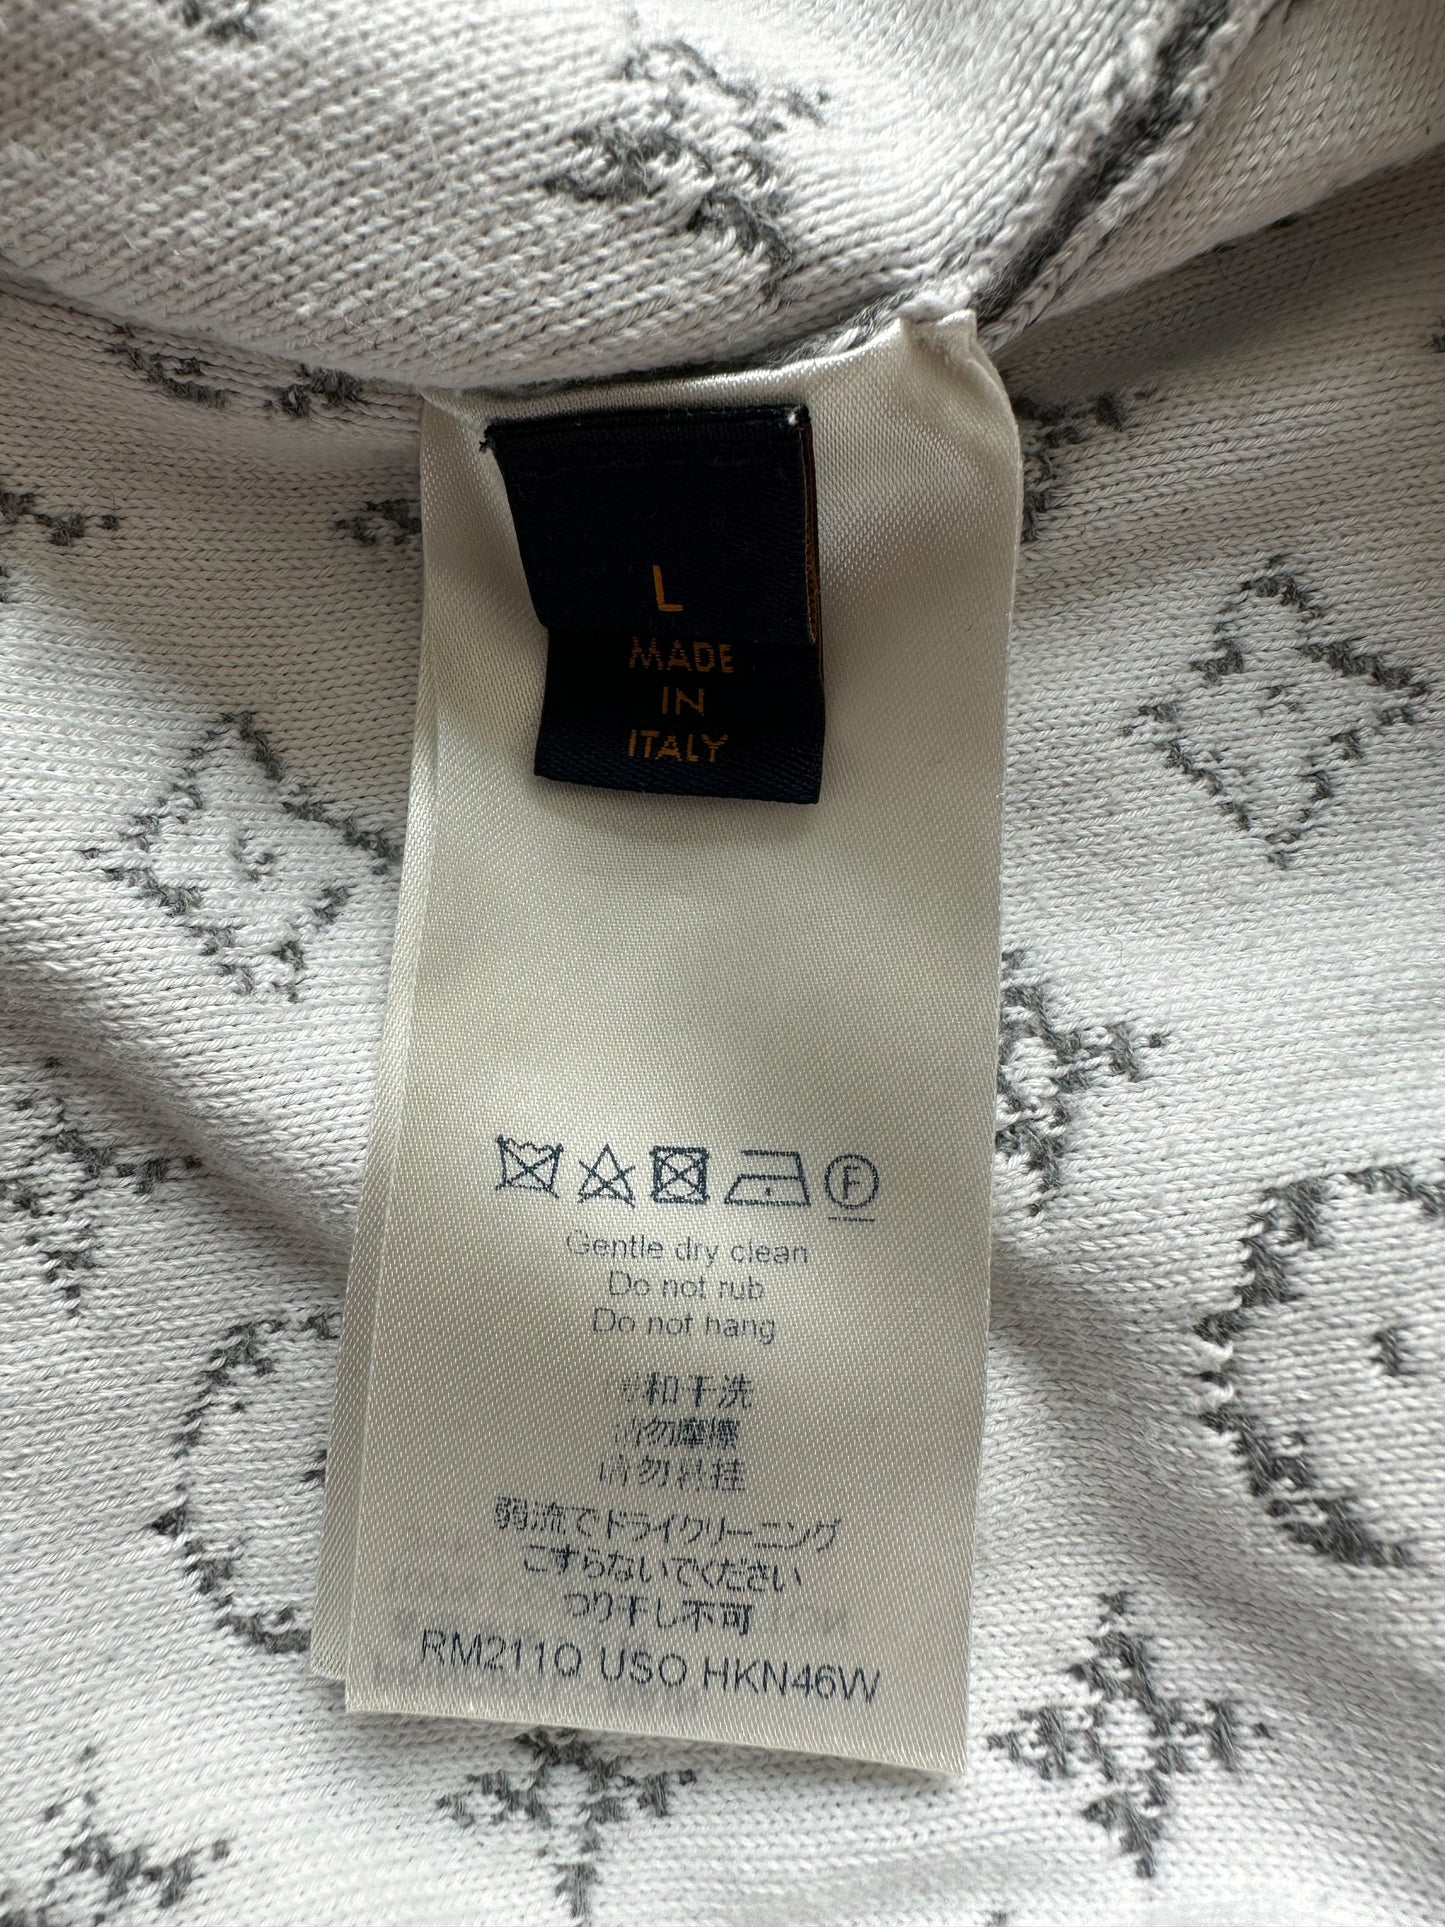 L
MADE
IN
ITALY
F
Gentle dry clean
Do not rub
Do not hang
和干洗
请勿摩擦
请勿悬挂
弱流でドライクリーニング
こすらないでください
つり干し不可
RM211O USO HKN46W